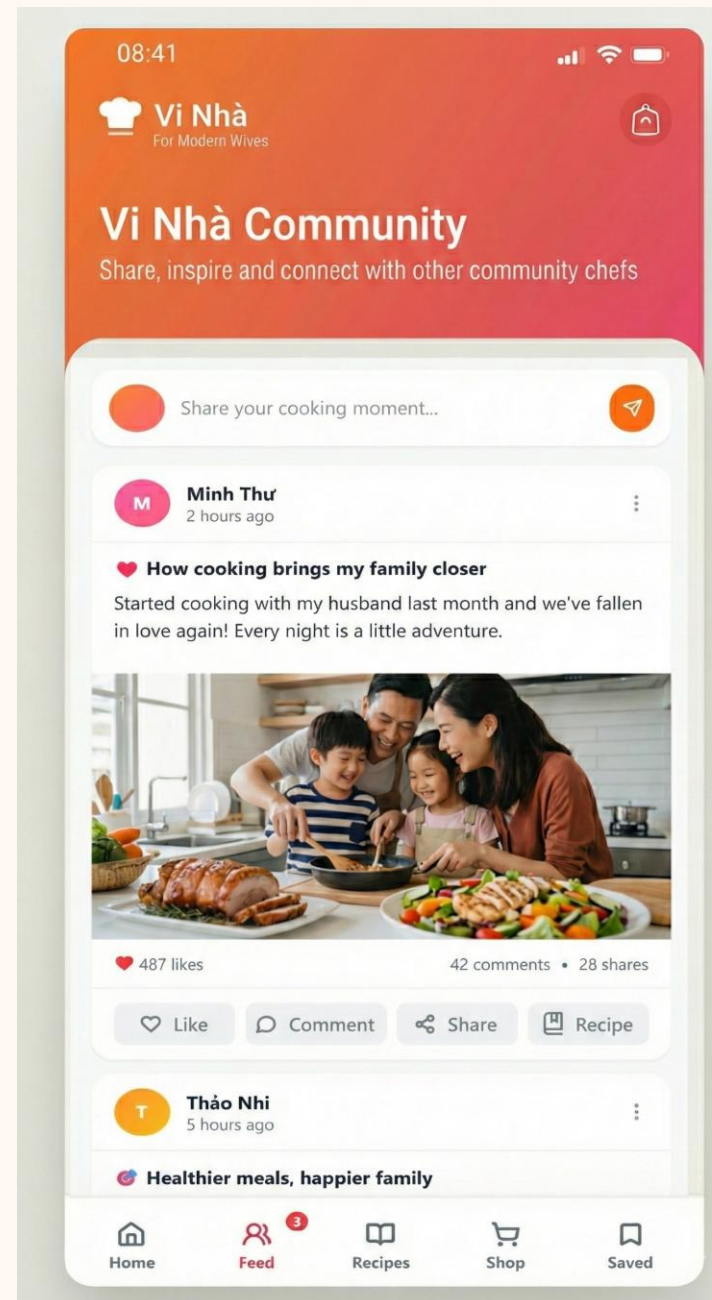 08:41
Vi Nhà
For Modern Wives
Vi Nhà Community
Share, inspire and connect with other community chefs
Share your cooking moment...
M
Minh Thư
2 hours ago
How cooking brings my family closer
Started cooking with my husband last month and we've fallen
in love again! Every night is a little adventure.
487 likes
42 comments • 28 shares
Like
Comment
Share
Recipe
T
Thảo Nhi
5 hours ago
Healthier meals, happier family
3
Home
Feed
Recipes
Shop
Saved